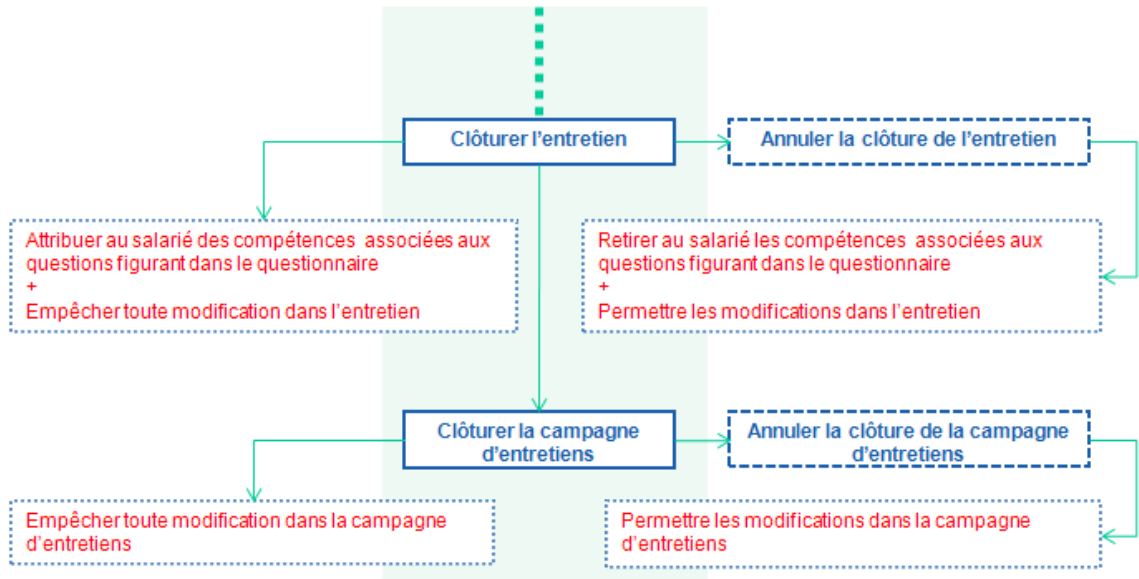 Clôturer l'entretien
Annuler la clôture de l'entretien
Attribuer au salarié des compétences associées aux
questions figurant dans le questionnaire
+
Empêcher toute modification dans l'entretien
Retirer au salarié les compétences associées aux
questions figurant dans le questionnaire
+
Permettre les modifications dans l'entretien
Clôturer la campagne
d'entretiens
Annuler la clôture de la campagne
d'entretiens
Empêcher toute modification dans la campagne
d'entretiens
Permettre les modifications dans la campagne
d'entretiens